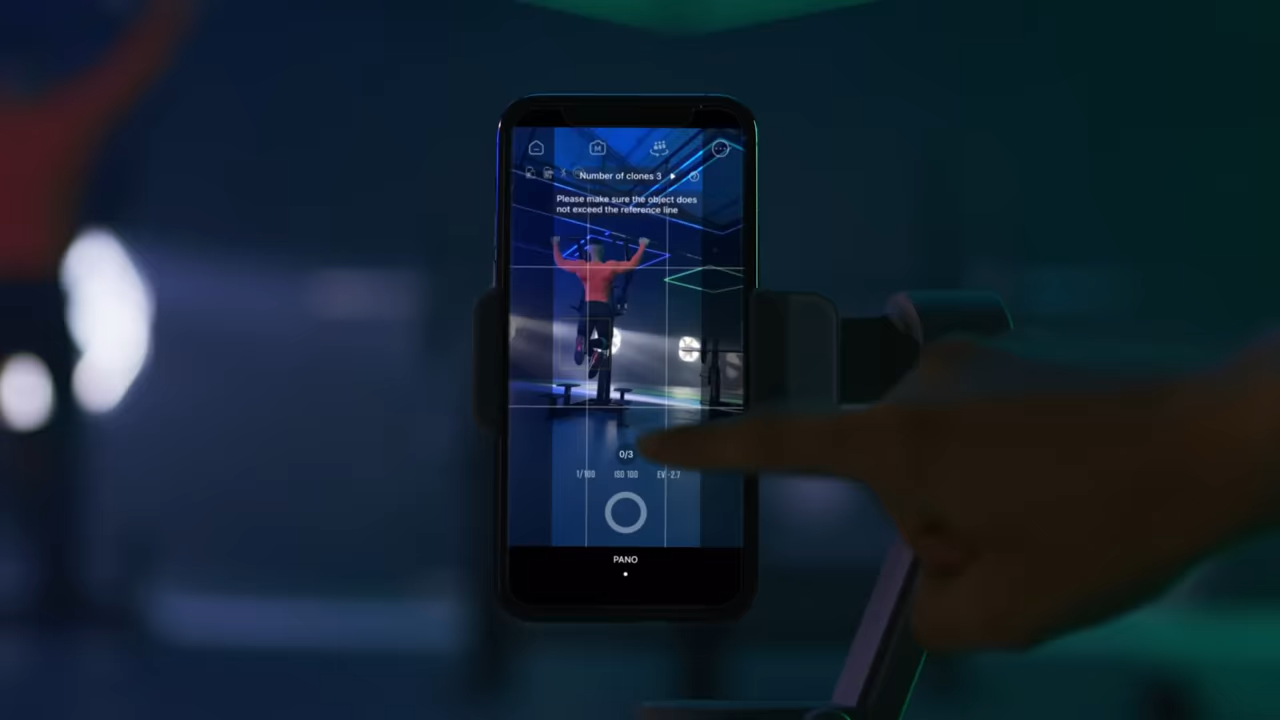 M
Number of clones 3
Please make sure the object does
not exceed the reference line
0/3
1/100 ISO 100 EV -2.7
PANO